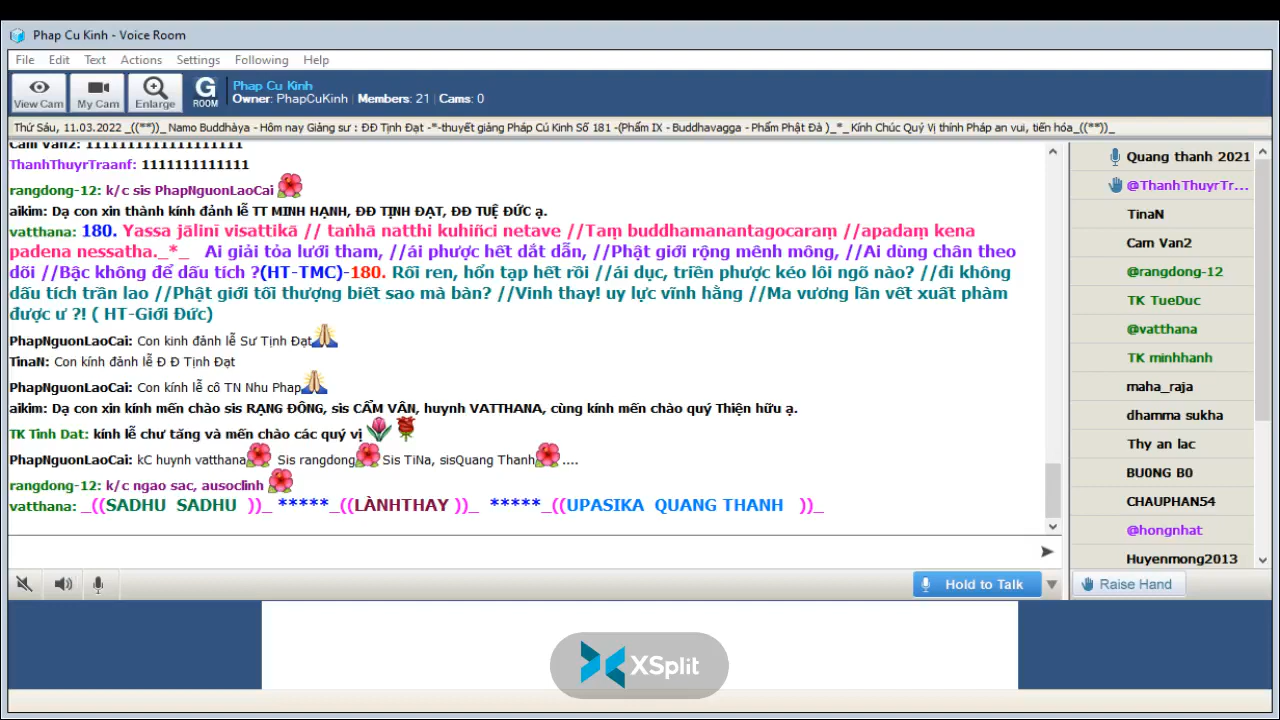 Phap Cu Kinh - Voice Room
File Edit Text Actions Settings Following Help
View Cam My Cam Enlarge G ROOM
Phap Cu Kinh
Owner: PhapCuKinh | Members: 21 | Cams: 0
Thứ Sáu, 11.03.2022 _((**))_ Namo Buddhàya - Hôm nay Giảng sư : ĐĐ Tịnh Đạt -*-thuyết giảng Pháp Cú Kinh Số 181 -(Phẩm IX - Buddhavagga - Phẩm Phật Đà )_*_ Kính Chúc Quý Vị thính Pháp an vui, tiến hóa_((**))_
Cam Van2: 1111111111111111111
ThanhThuyrTraanf: 1111111111111
rangdong-12: k/c sis PhapNguonLaoCai
aikim: Dạ con xin thành kính đảnh lễ TT MINH HẠNH, ĐĐ TỊNH ĐẠT, ĐĐ TUỆ ĐỨC ạ.
vatthana: 180. Yassa jālinī visattikā // taṅhā natthi kuhiñci netave //Taṃ buddhamanantagocaraṃ //apadaṃ kena
padena nessatha._*_ Ai giải tỏa lưới tham, //ái phược hết dắt dẫn, //Phật giới rộng mênh mông, //Ai dùng chân theo
dõi //Bậc không để dấu tích ?(HT-TMC)-180. Rối ren, hổn tạp hết rồi //ái dục, triền phược kéo lôi ngõ nào? //đi không
dấu tích trần lao //Phật giới tối thượng biết sao mà bàn? //Vinh thay! uy lực vĩnh hằng //Ma vương lần vết xuất phàm
được ư ?! ( HT-Giới Đức)
PhapNguonLaoCai: Con kinh đảnh lễ Sư Tịnh Đạt
TinaN: Con kính đảnh lễ Đ Đ Tịnh Đạt
PhapNguonLaoCai: Con kính lễ cô TN Nhu Phap
aikim: Dạ con xin kính mến chào sis RẠNG ĐÔNG, sis CẨM VÂN, huynh VATTHANA, cùng kính mến chào quý Thiện hữu ạ.
TK Tinh Dat: kính lễ chư tăng và mến chào các quý vị
PhapNguonLaoCai: kC huynh vatthana Sis rangdong Sis TiNa, sisQuang Thanh ....
rangdong-12: k/c ngao sac, ausoclinh
vatthana: _((SADHU SADHU ))_ *****_((LÀNHTHAY ))_ *****_((UPASIKA QUANG THANH ))_
Quang thanh 2021
@ThanhThuyrTr...
TinaN
Cam Van2
@rangdong-12
TK TueDuc
@vatthana
TK minhhanh
maha_raja
dhamma sukha
Thy an lac
BU0NG B0
CHAUPHAN54
@hongnhat
Huyenmong2013
Hold to Talk
Raise Hand
XSplit